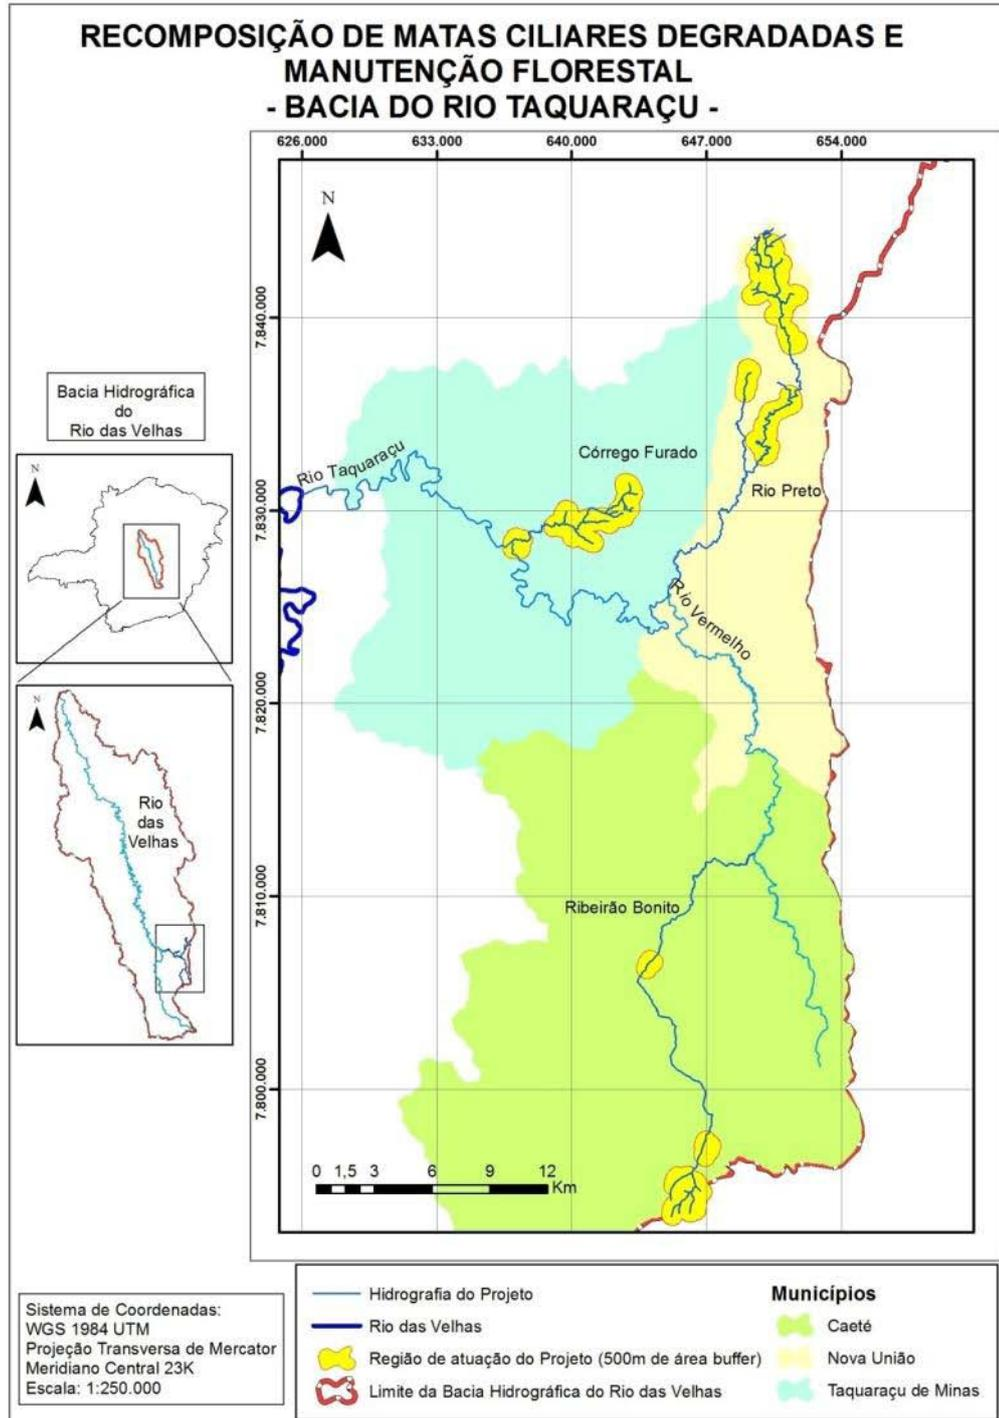 RECOMPOSIÇÃO DE MATAS CILIARES DEGRADADAS E
MANUTENÇÃO FLORESTAL
- BACIA DO RIO TAQUARAÇU -
626.000 633.000 640.000 647.000 654.000
N
7.840.000
7.830.000
7.820.000
7.810.000
7.800.000
Bacia Hidrográfica
do
Rio das Velhas
N
N
Rio
das
Velhas
Rio Taquaraçu
Córrego Furado
Rio Preto
Rio Vermelho
Ribeirão Bonito
0 1,5 3 6 9 12
Km
Sistema de Coordenadas:
WGS 1984 UTM
Projeção Transversa de Mercator
Meridiano Central 23K
Escala: 1:250.000
Hidrografia do Projeto
Rio das Velhas
Região de atuação do Projeto (500m de área buffer)
Limite da Bacia Hidrográfica do Rio das Velhas
Municípios
Caeté
Nova União
Taquaraçu de Minas